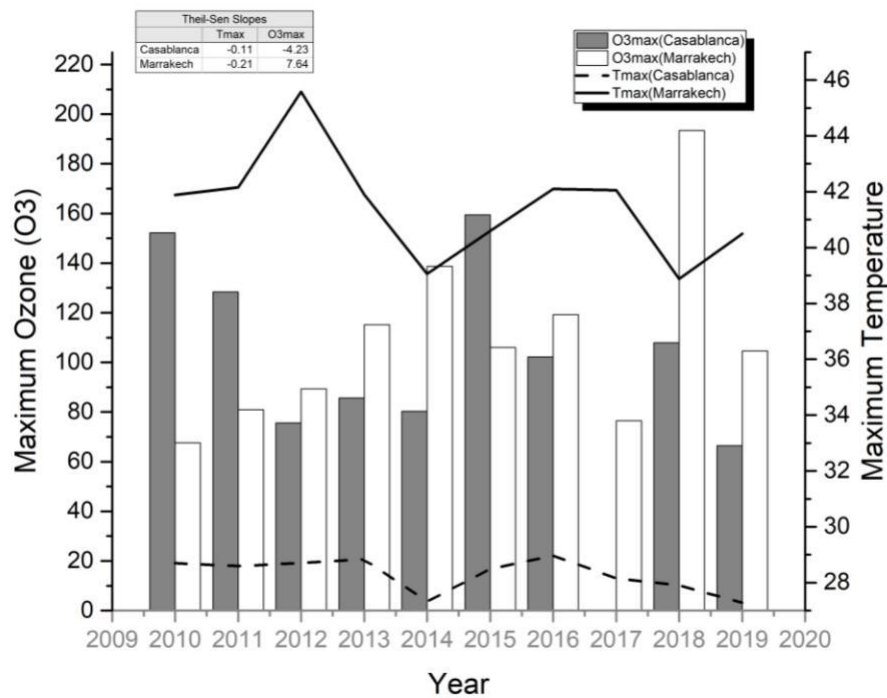 Theil-Sen Slopes
Tmax O3max
Casablanca -0.11 -4.23
Marrakech -0.21 7.64
O3max(Casablanca)
O3max(Marrakech)
Tmax(Casablanca)
Tmax(Marrakech)
Maximum Ozone (O3)
220
200
180
160
140
120
100
80
60
40
20
0
46
44
42
40
38
36
34
32
30
28
Maximum Temperature
2009 2010 2011 2012 2013 2014 2015 2016 2017 2018 2019 2020
Year